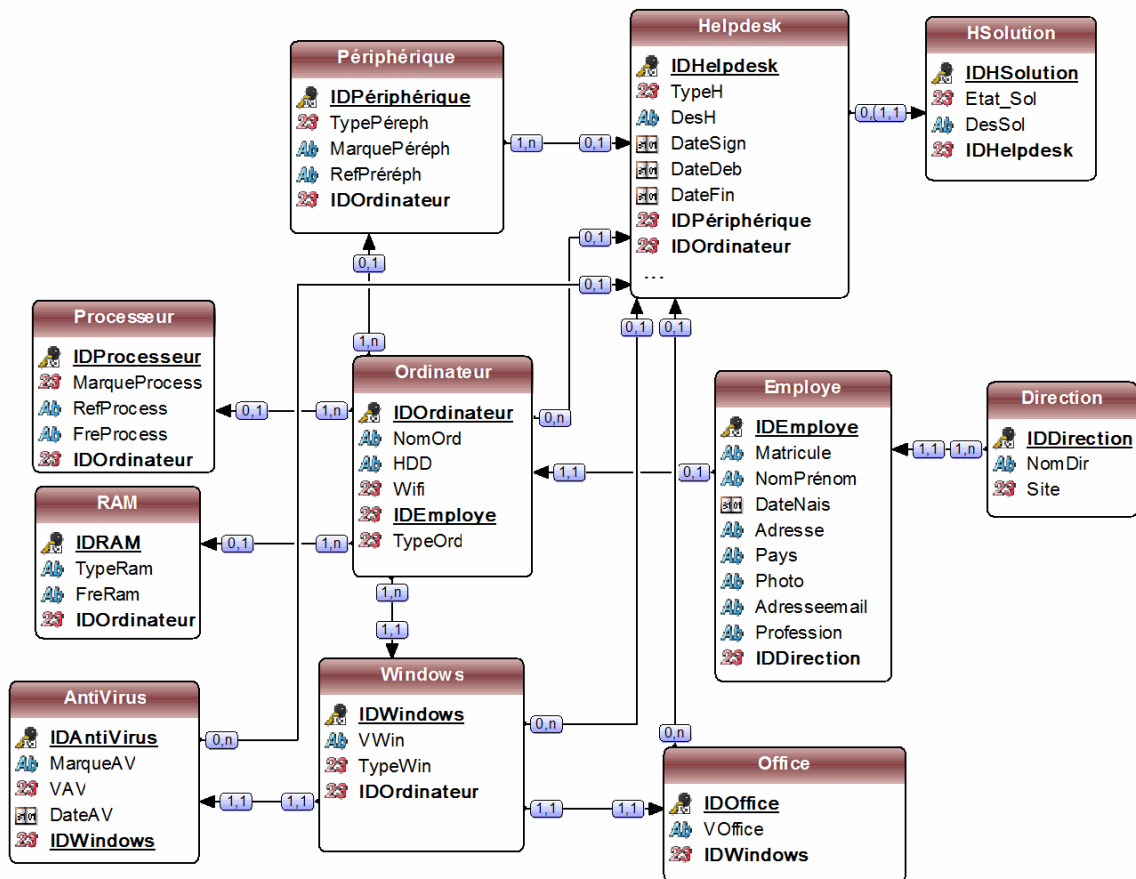 Helpdesk
IDHelpdesk
TypeH
DesH
DateSign
DateDeb
DateFin
IDPériphérique
IDOrdinateur
...
HSolution
IDHSolution
Etat_Sol
DesSol
IDHelpdesk
0,
1,1
Périphérique
IDPériphérique
TypePéreph
MarquePéréph
RefPréréph
IDOrdinateur
1,n
0,1
0,1
0,1
0,1
1,n
0,1
0,1
Processeur
IDProcesseur
MarqueProcess
RefProcess
FreProcess
IDOrdinateur
0,1
1,n
Ordinateur
IDOrdinateur
NomOrd
HDD
Wifi
IDEmploye
TypeOrd
0,n
1,1
0,1
Employe
IDEmploye
Matricule
NomPrénom
DateNais
Adresse
Pays
Photo
Adresseemail
Profession
IDDirection
1,1
1,n
Direction
IDDirection
NomDir
Site
RAM
IDRAM
TypeRam
FreRam
IDOrdinateur
0,1
1,n
1,n
1,1
AntiVirus
IDAntiVirus
MarqueAV
VAV
DateAV
IDWindows
0,n
1,1
1,1
Windows
IDWindows
VWin
TypeWin
IDOrdinateur
0,n
1,1
1,1
0,n
Office
IDOffice
VOffice
IDWindows